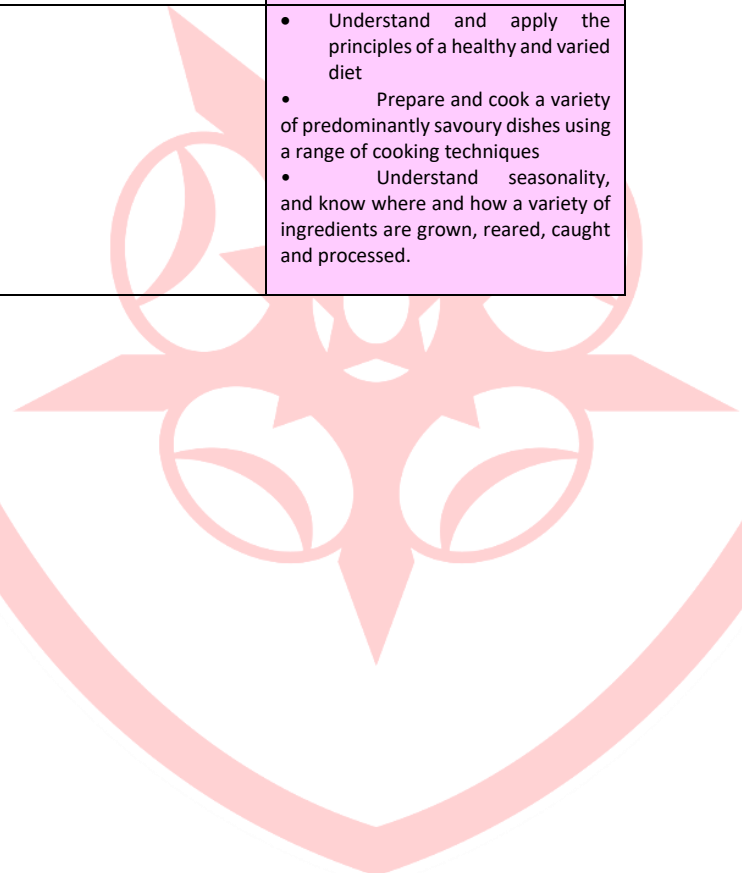 • Understand and apply the
principles of a healthy and varied
diet
• Prepare and cook a variety
of predominantly savoury dishes using
a range of cooking techniques
• Understand seasonality,
and know where and how a variety of
ingredients are grown, reared, caught
and processed.